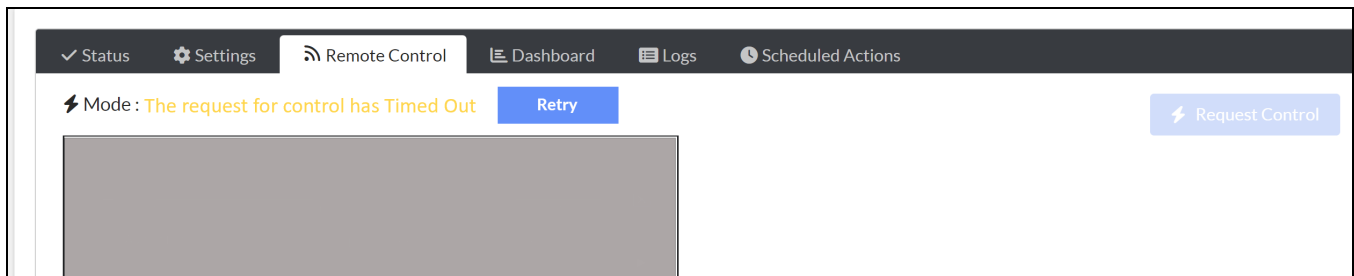 Status Settings Remote Control Dashboard Logs Scheduled Actions
Mode : The request for control has Timed Out Retry
Request Control